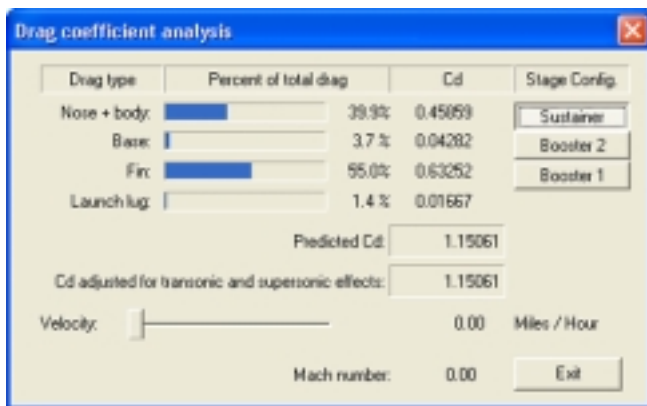 Drag coefficient analysis
Drag type Percent of total drag Cd Stage Config.
Nose + body: 39.9% 0.45859 Sustainer
Base: 3.7 % 0.04282 Booster 2
Fin: 55.0% 0.63252 Booster 1
Launch lug: 1.4 % 0.01667
Predicted Cd: 1.15061
Cd adjusted for transonic and supersonic effects: 1.15061
Velocity: 0.00 Miles / Hour
Mach number: 0.00 Exit